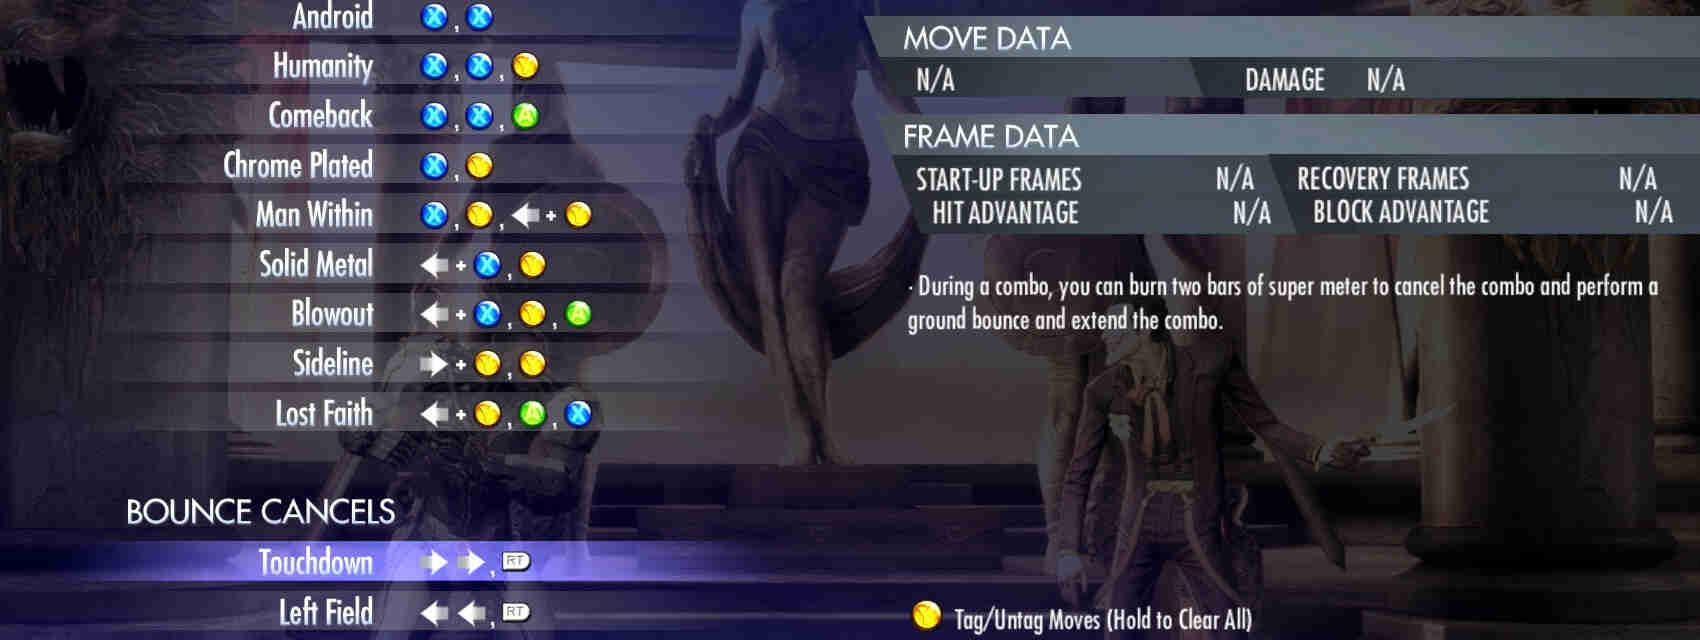 Android X, X
Humanity X, X, Y
Comeback X, X, A
Chrome Plated X, Y
Man Within X, Y, ← + Y
Solid Metal ← + X, Y
Blowout ← + X, Y, A
Sideline → + Y, Y
Lost Faith ← + Y, A, X
BOUNCE CANCELS
Touchdown → →, RT
Left Field ← ←, RT
MOVE DATA
N/A DAMAGE N/A
FRAME DATA
START-UP FRAMES N/A RECOVERY FRAMES N/A
HIT ADVANTAGE N/A BLOCK ADVANTAGE N/A
· During a combo, you can burn two bars of super meter to cancel the combo and perform a
ground bounce and extend the combo.
Y Tag/Untag Moves (Hold to Clear All)